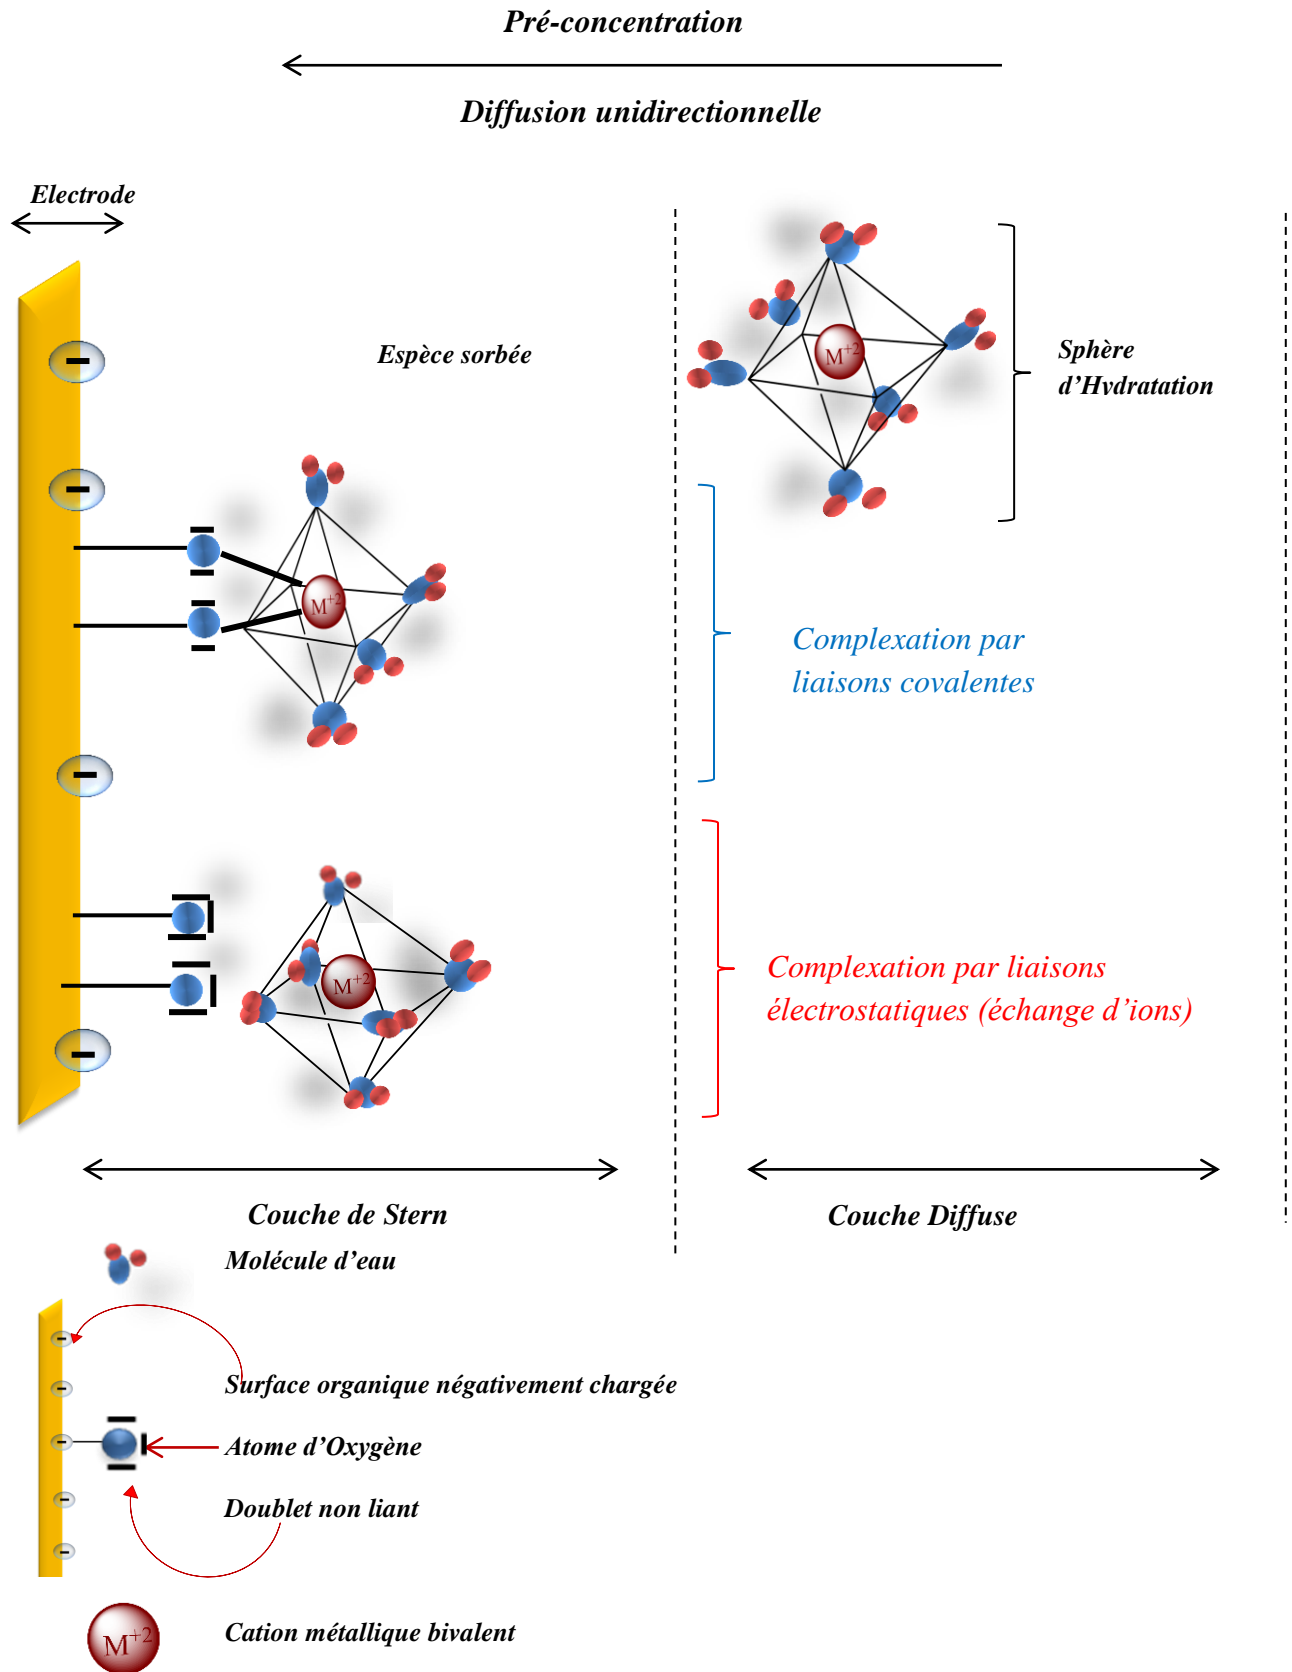 Pré-concentration
Diffusion unidirectionnelle
Electrode
Espèce sorbée
M+2
Sphère
d’Hvdratation
M+2
Complexation par
liaisons covalentes
M+2
Complexation par liaisons
électrostatiques (échange d’ions)
Couche de Stern
Couche Diffuse
Molécule d’eau
Surface organique négativement chargée
Atome d’Oxygène
Doublet non liant
M+2
Cation métallique bivalent